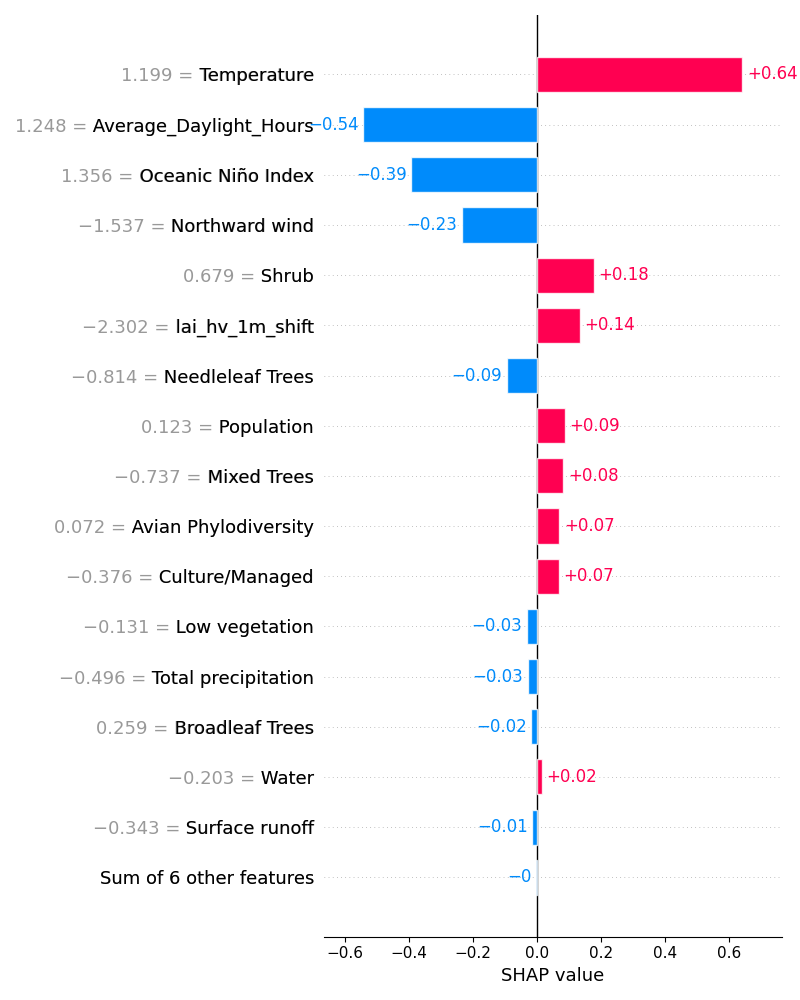 1.199 = Temperature +0.64
1.248 = Average_Daylight_Hours −0.54
1.356 = Oceanic Niño Index −0.39
−1.537 = Northward wind −0.23
0.679 = Shrub +0.18
−2.302 = lai_hv_1m_shift +0.14
−0.814 = Needleleaf Trees −0.09
0.123 = Population +0.09
−0.737 = Mixed Trees +0.08
0.072 = Avian Phylodiversity +0.07
−0.376 = Culture/Managed +0.07
−0.131 = Low vegetation −0.03
−0.496 = Total precipitation −0.03
0.259 = Broadleaf Trees −0.02
−0.203 = Water +0.02
−0.343 = Surface runoff −0.01
Sum of 6 other features −0
−0.6 −0.4 −0.2 0.0 0.2 0.4 0.6
SHAP value